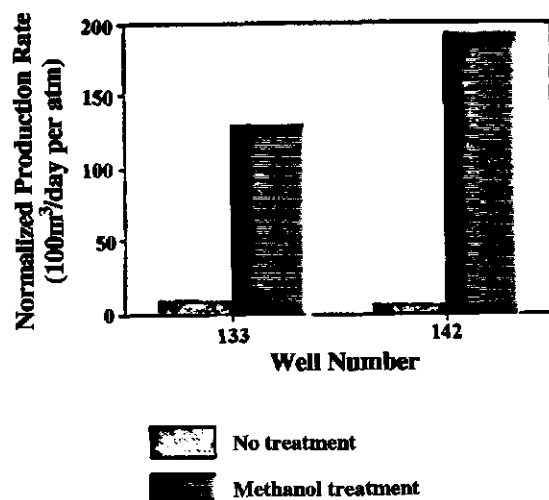 Normalized Production Rate
(100m³/day per atm)
200
150
100
50
0
133
142
Well Number
No treatment
Methanol treatment